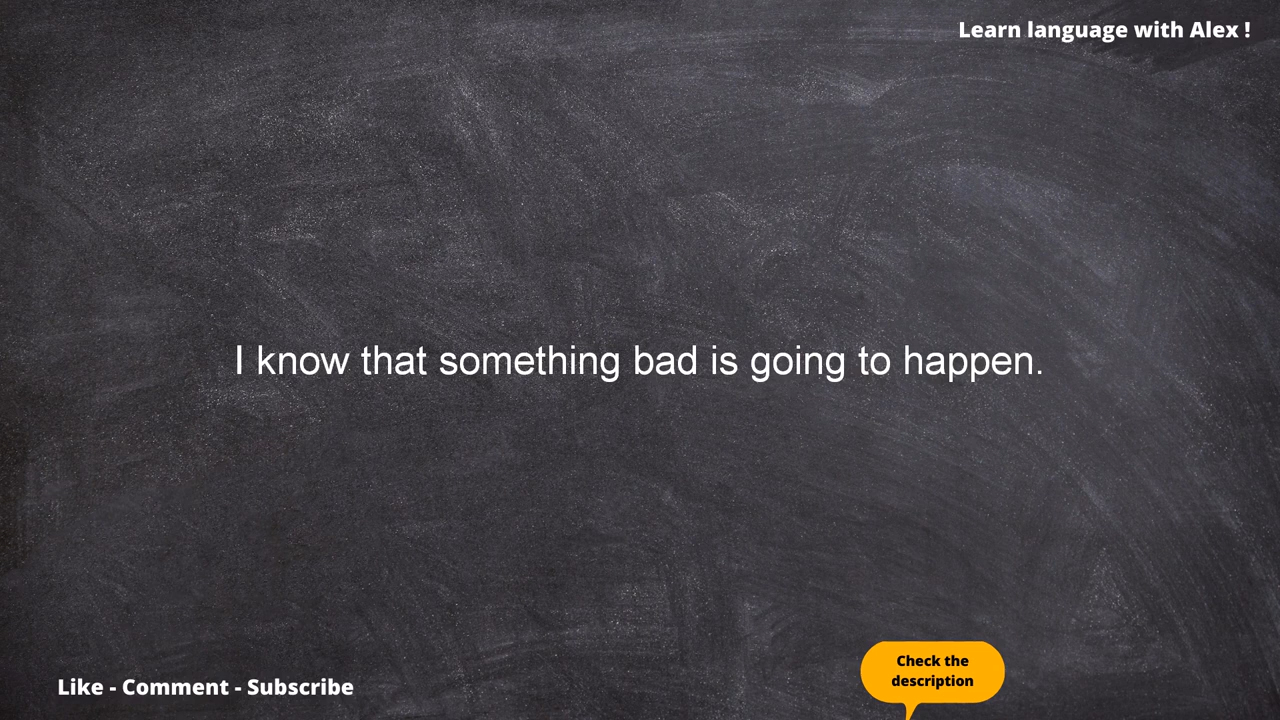 Learn language with Alex !
I know that something bad is going to happen.
Check the
description
Like - Comment - Subscribe